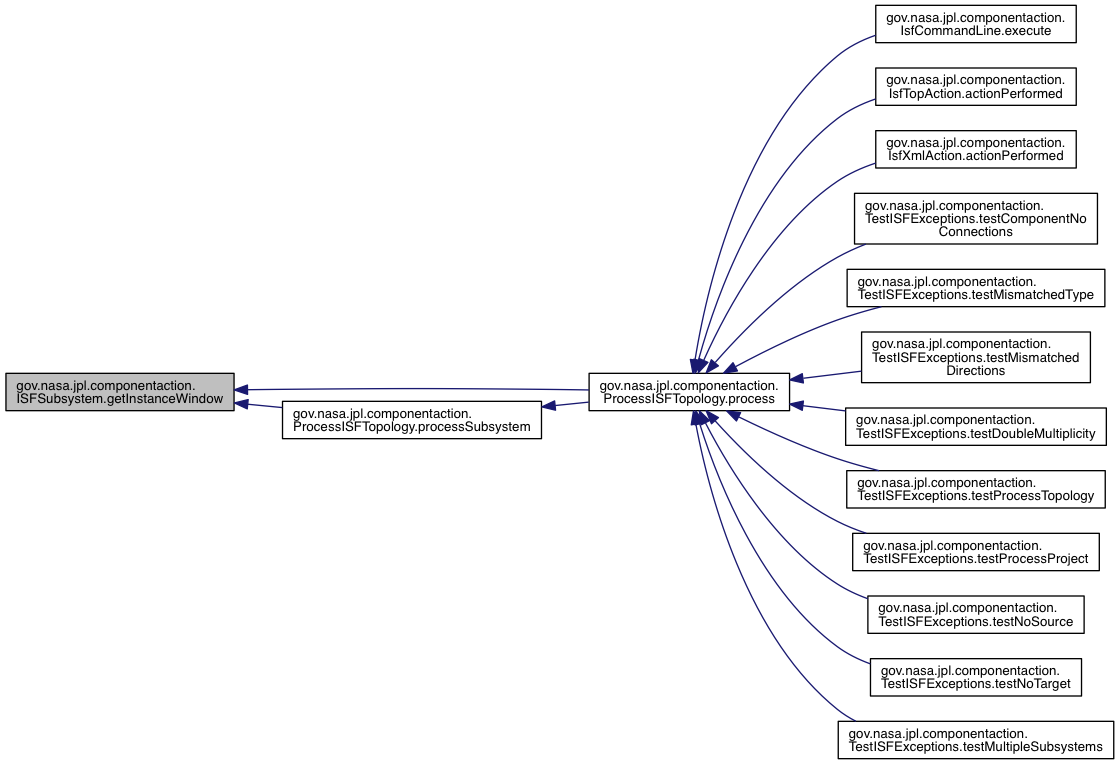 gov.nasa.jpl.componentaction.
ISFSubsystem.getInstanceWindow
gov.nasa.jpl.componentaction.
ProcessISFTopology.processSubsystem
gov.nasa.jpl.componentaction.
ProcessISFTopology.process
gov.nasa.jpl.componentaction.
IsfCommandLine.execute
gov.nasa.jpl.componentaction.
IsfTopAction.actionPerformed
gov.nasa.jpl.componentaction.
IsfXmlAction.actionPerformed
gov.nasa.jpl.componentaction.
TestISFExceptions.testComponentNo
Connections
gov.nasa.jpl.componentaction.
TestISFExceptions.testMismatchedType
gov.nasa.jpl.componentaction.
TestISFExceptions.testMismatched
Directions
gov.nasa.jpl.componentaction.
TestISFExceptions.testDoubleMultiplicity
gov.nasa.jpl.componentaction.
TestISFExceptions.testProcessTopology
gov.nasa.jpl.componentaction.
TestISFExceptions.testProcessProject
gov.nasa.jpl.componentaction.
TestISFExceptions.testNoSource
gov.nasa.jpl.componentaction.
TestISFExceptions.testNoTarget
gov.nasa.jpl.componentaction.
TestISFExceptions.testMultipleSubsystems